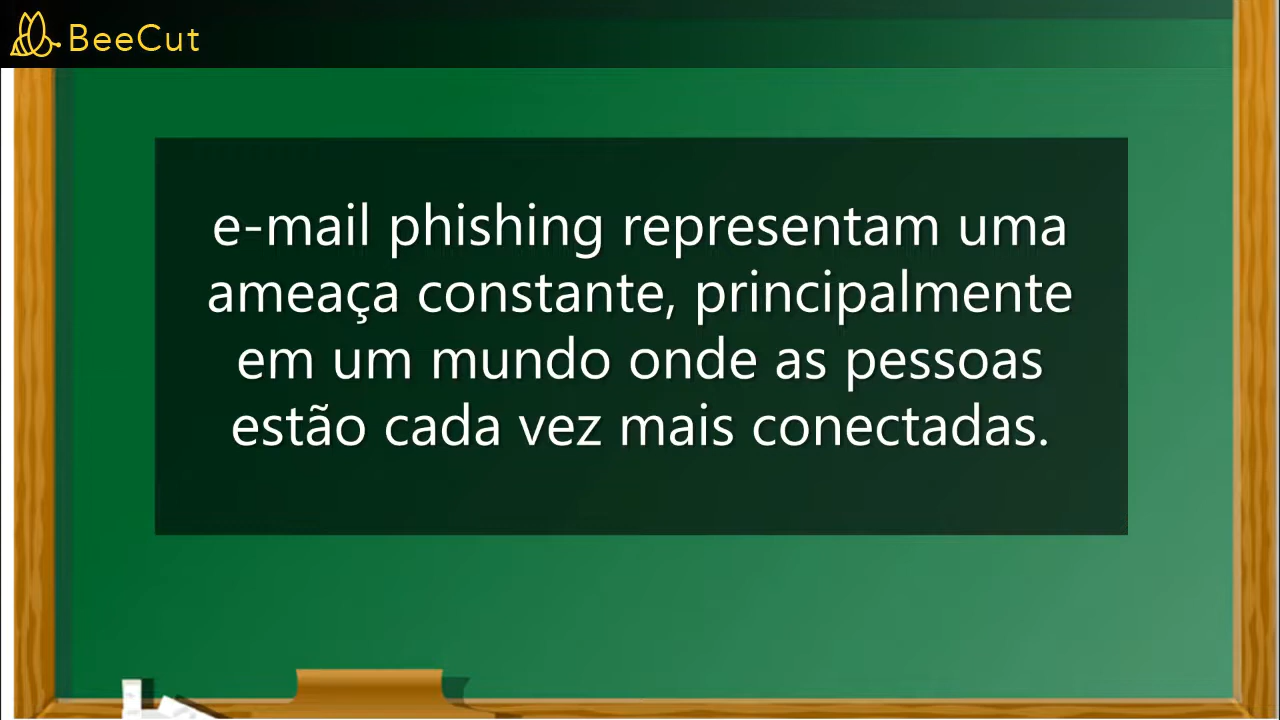 BeeCut
e-mail phishing representam uma
ameaça constante, principalmente
em um mundo onde as pessoas
estão cada vez mais conectadas.